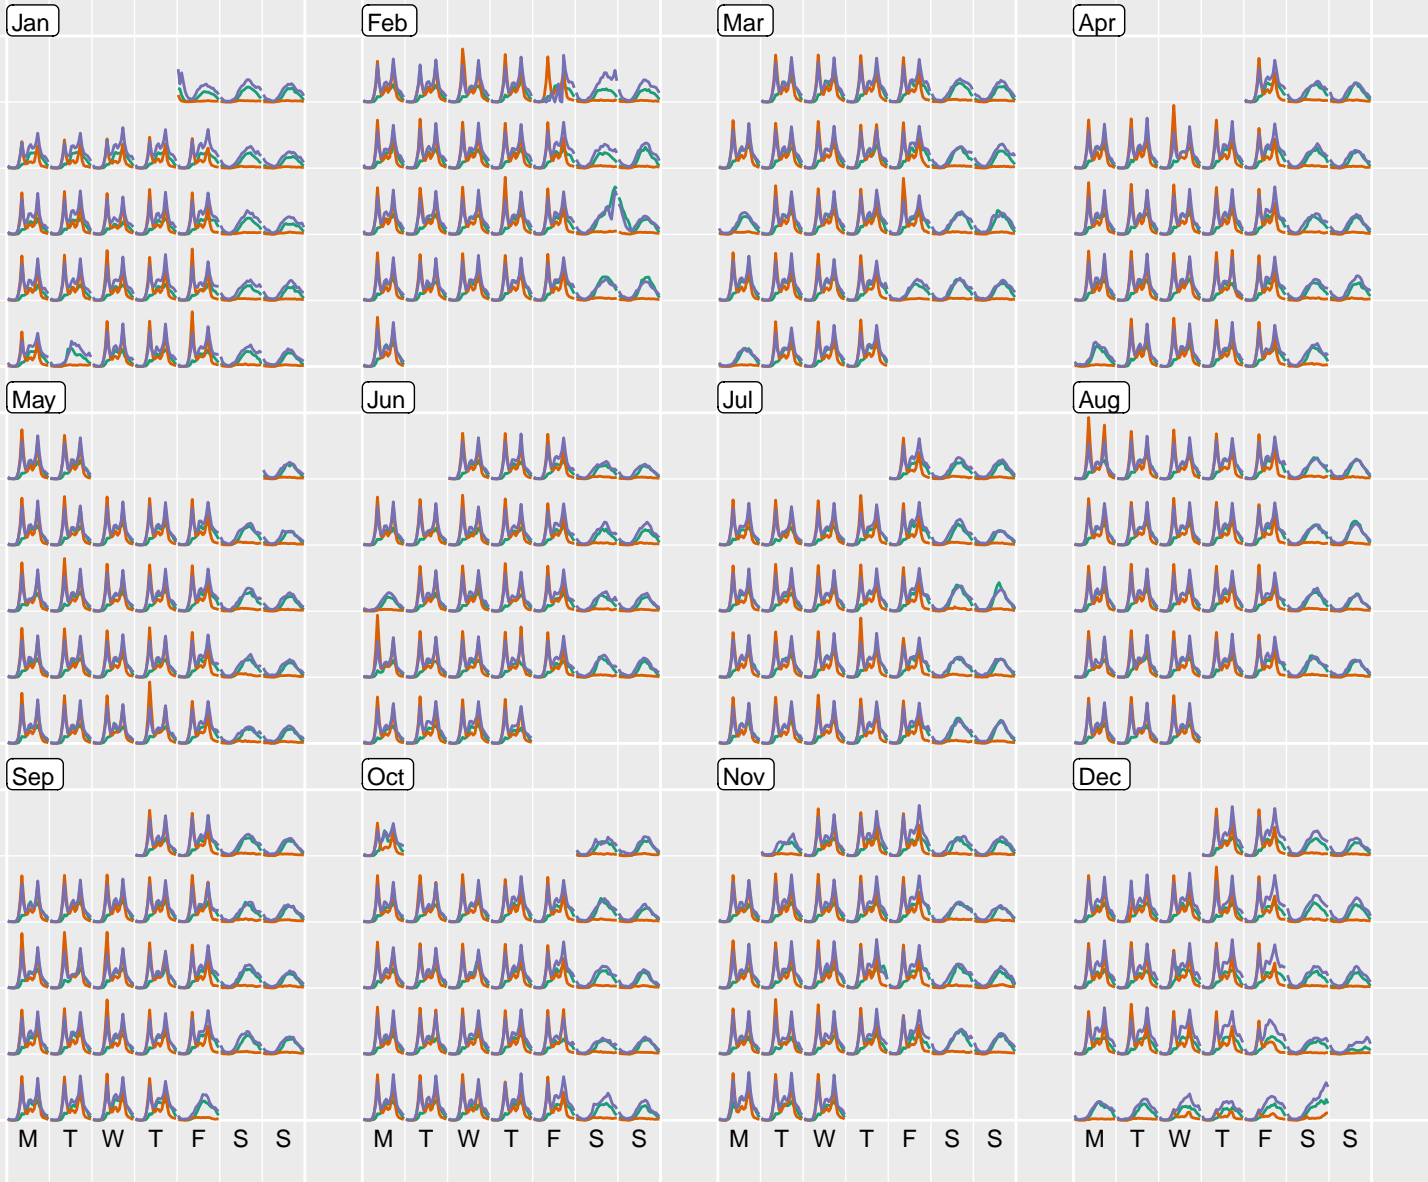 Jan Feb Mar Apr
May Jun Jul Aug
Sep Oct Nov Dec
M T W T F S S M T W T F S S M T W T F S S M T W T F S S